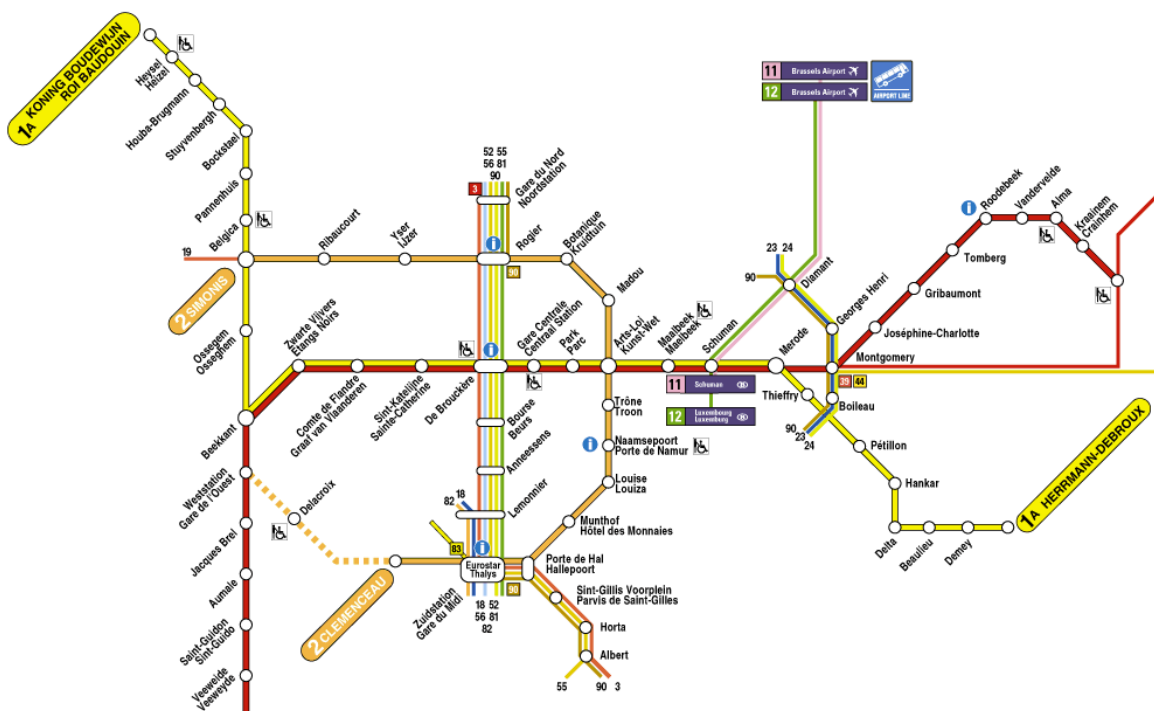 1A KONING BOUDEWIJN
ROI BAUDOUIN
Heysel
Heizel
Houba-Brugmann
Stuyvenbergh
Bockstael
Pannenhuis
Belgica
19
2 SIMONIS
Ossegem
Osseghem
Ribaucourt
Yser
IJzer
52 55
56 81
90
3
Gare du Nord
Noordstation
Rogier
90
Botanique
Kruidtuin
Madou
11 Brussels Airport
12 Brussels Airport
AIRPORT LINE
23 24
90
Diamant
Georges Henri
Roodebeek
Vandervelde
Alma
Kraainem
Crainhem
Tomberg
Gribaumont
Joséphine-Charlotte
Montgomery
Zwarte Vijvers
Etangs Noirs
Comte de Flandre
Graaf van Vlaanderen
Sint-Katelijne
Sainte-Catherine
De Brouckère
Gare Centrale
Centraal Station
Park
Parc
Arts-Loi
Kunst-Wet
Maalbeek
Maelbeek
Schuman
Merode
11 Schuman
12 Luxembourg
Luxemburg
39 44
Thieffry
Boileau
90
23
24
Pétillon
Hankar
Delta
Beaulieu
Demey
1A HERRMANN-DEBROUX
Beekkant
Weststation
Gare de l'Ouest
Delacroix
Jacques Brel
Aumale
Saint-Guidon
Sint-Guido
Veeweide
Veeweyde
2 CLEMENCEAU
Bourse
Beurs
Anneessens
Lemonnier
18
82
83
Eurostar
Thalys
Zuidstation
Gare du Midi
90
18 52
56 81
82
Trône
Troon
Naamsepoort
Porte de Namur
Louise
Louiza
Munthof
Hôtel des Monnaies
Porte de Hal
Hallepoort
Sint-Gillis Voorplein
Parvis de Saint-Gilles
Horta
Albert
55
90 3